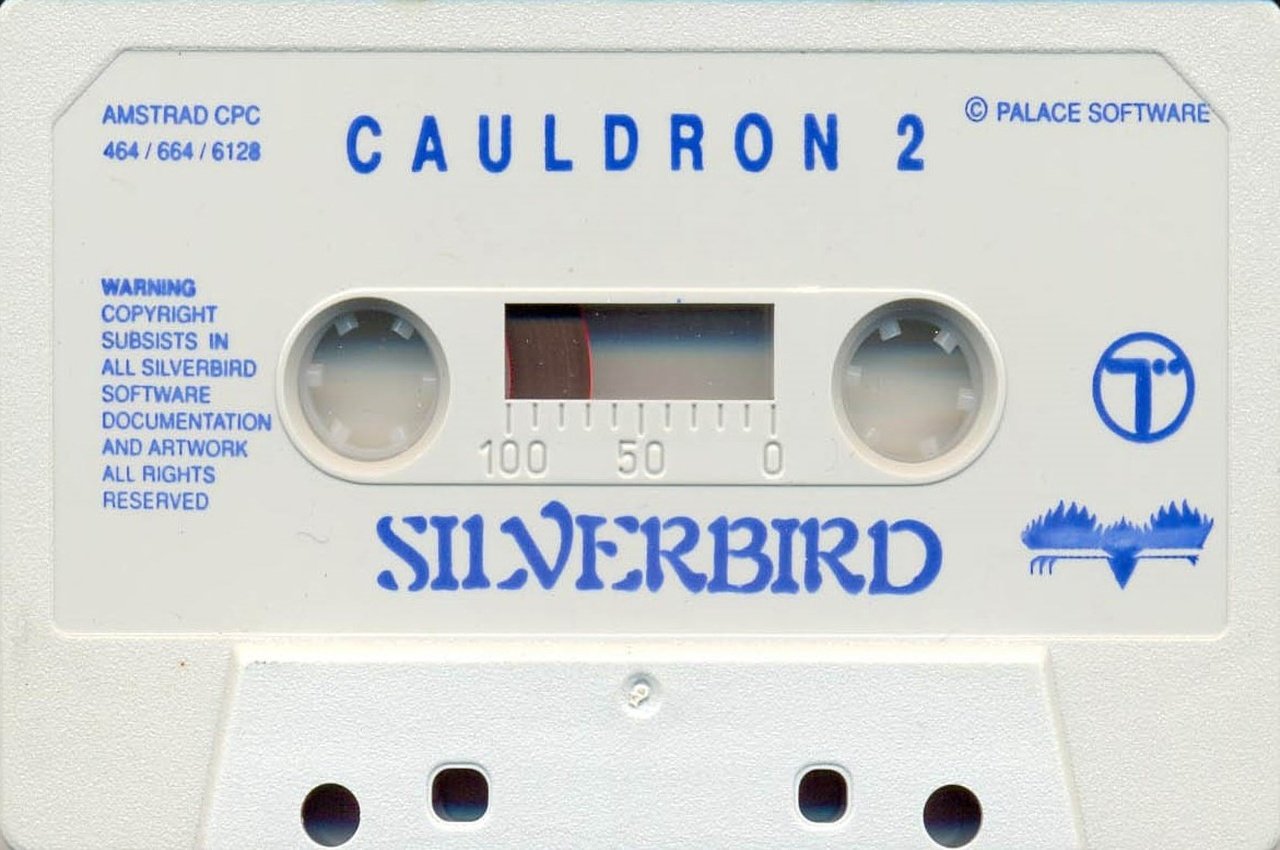 AMSTRAD CPC
464 / 664 / 6128
CAULDRON 2
© PALACE SOFTWARE
WARNING
COPYRIGHT
SUBSISTS IN
ALL SILVERBIRD
SOFTWARE
DOCUMENTATION
AND ARTWORK
ALL RIGHTS
RESERVED
100 50 0
T
SILVERBIRD